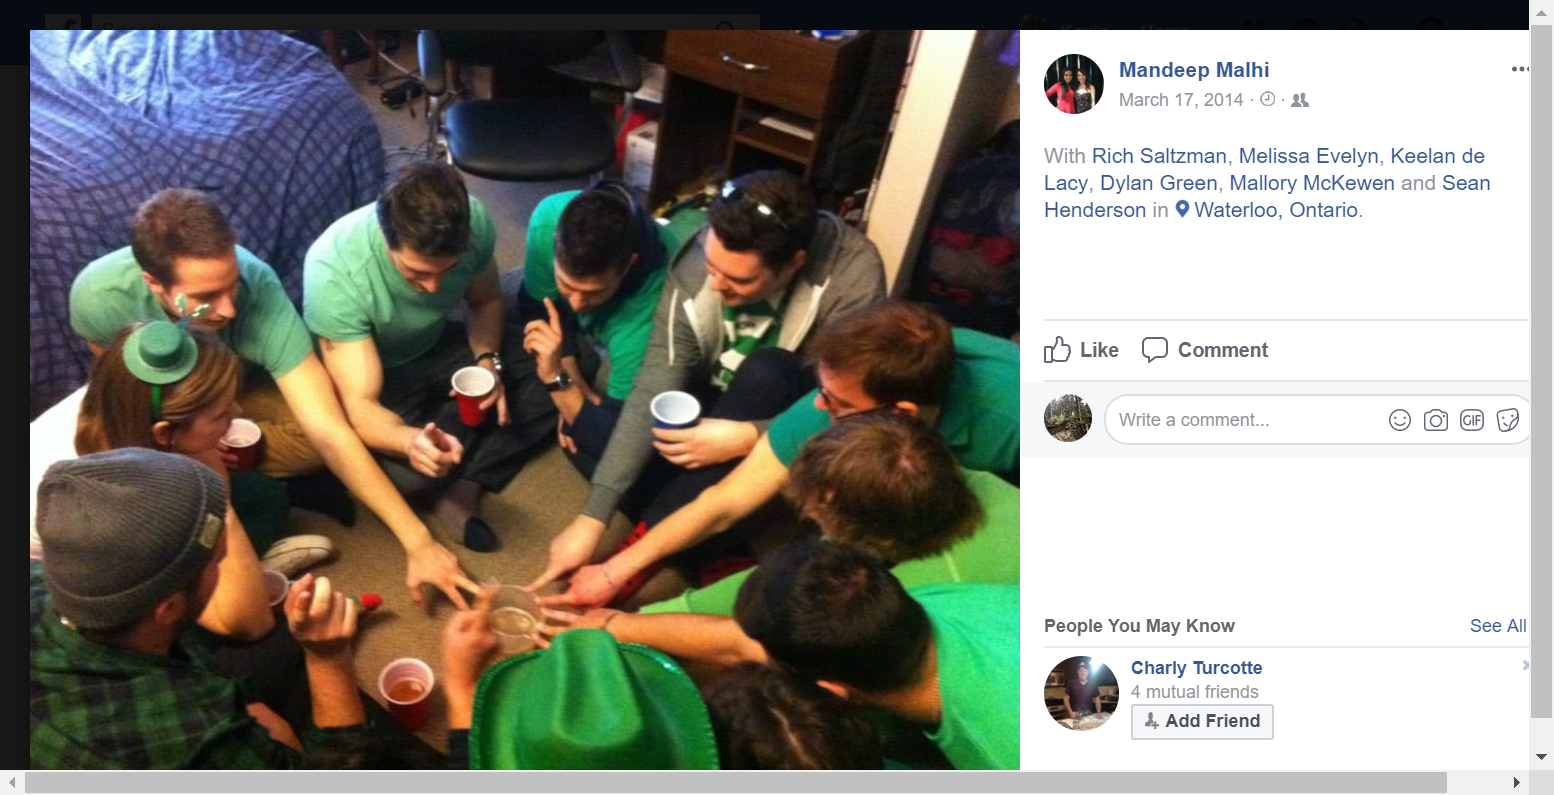 Search
Mandeep Malhi
March 17, 2014 · ·
With Rich Saltzman, Melissa Evelyn, Keelan de
Lacy, Dylan Green, Mallory McKewen and Sean
Henderson in Waterloo, Ontario.
Like Comment
Write a comment...
GIF
People You May Know
See All
Charly Turcotte
4 mutual friends
Add Friend